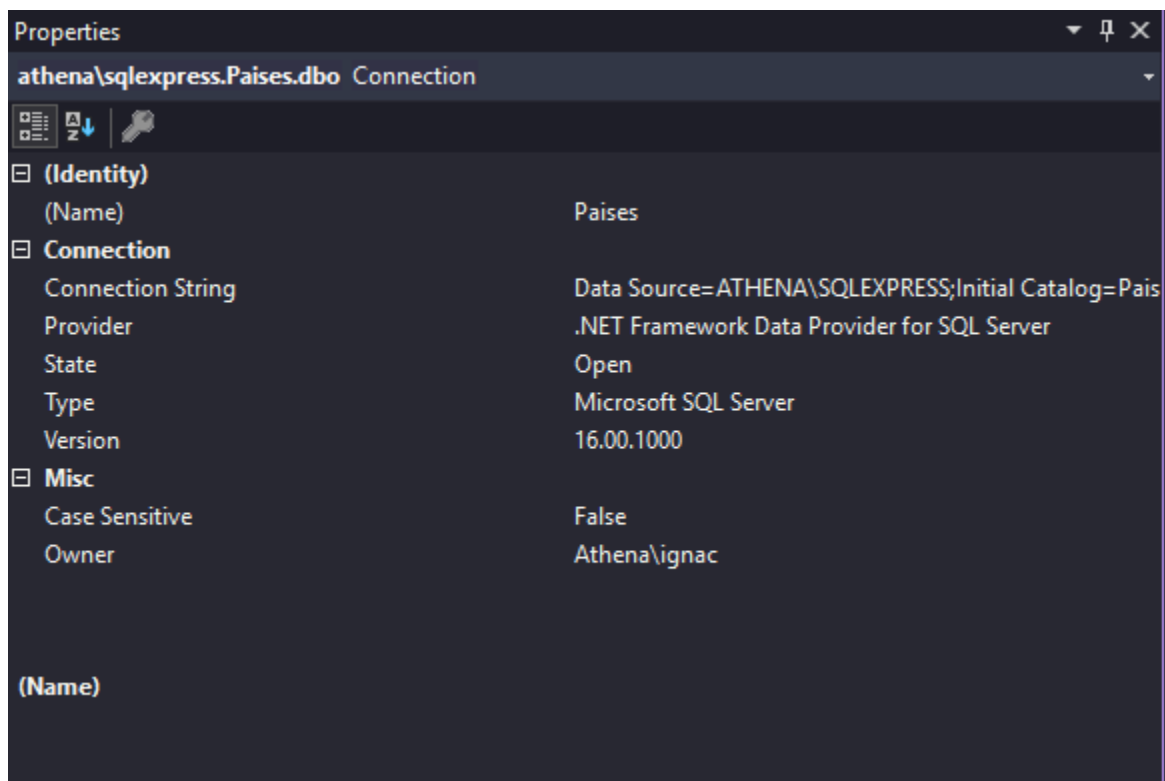 Properties
athena\sqlexpress.Paises.dbo Connection
(Identity)
(Name) Paises
Connection
Connection String Data Source=ATHENA\SQLEXPRESS;Initial Catalog=Pais
Provider .NET Framework Data Provider for SQL Server
State Open
Type Microsoft SQL Server
Version 16.00.1000
Misc
Case Sensitive False
Owner Athena\ignac
(Name)